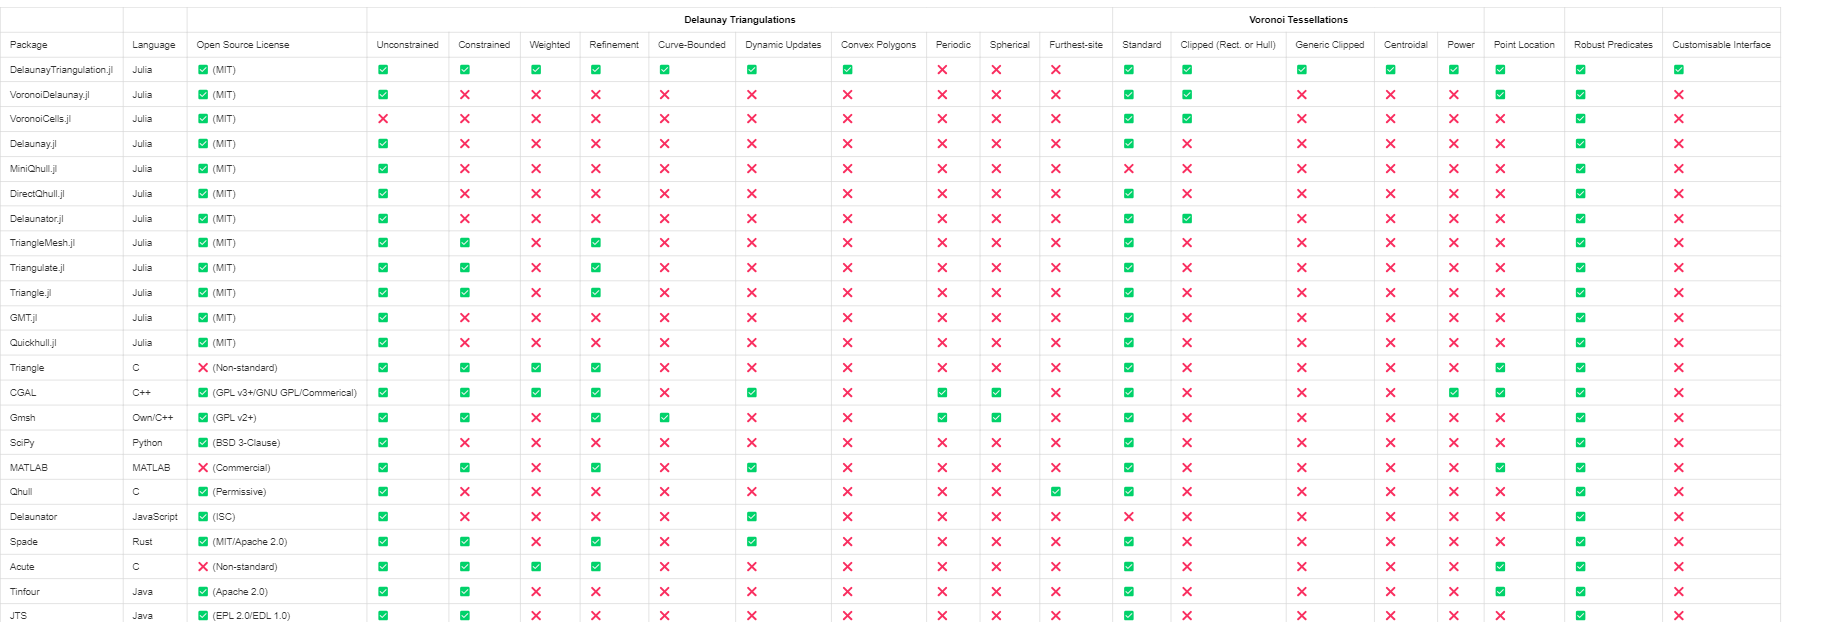 Delaunay Triangulations Voronoi Tessellations
Package Language Open Source License Unconstrained Constrained Weighted Refinement Curve-Bounded Dynamic Updates Convex Polygons Periodic Spherical Furthest-site Standard Clipped (Rect. or Hull) Generic Clipped Centroidal Power Point Location Robust Predicates Customisable Interface
DelaunayTriangulation.jl Julia (MIT)
VoronoiDelaunay.jl Julia (MIT)
VoronoiCells.jl Julia (MIT)
Delaunay.jl Julia (MIT)
MiniQhull.jl Julia (MIT)
DirectQhull.jl Julia (MIT)
Delaunator.jl Julia (MIT)
TriangleMesh.jl Julia (MIT)
Triangulate.jl Julia (MIT)
Triangle.jl Julia (MIT)
GMT.jl Julia (MIT)
Quickhull.jl Julia (MIT)
Triangle C (Non-standard)
CGAL C++ (GPL v3+/GNU GPL/Commerical)
Gmsh Own/C++ (GPL v2+)
SciPy Python (BSD 3-Clause)
MATLAB MATLAB (Commercial)
Qhull C (Permissive)
Delaunator JavaScript (ISC)
Spade Rust (MIT/Apache 2.0)
Acute C (Non-standard)
Tinfour Java (Apache 2.0)
JTS Java (EPL 2.0/EDL 1.0)